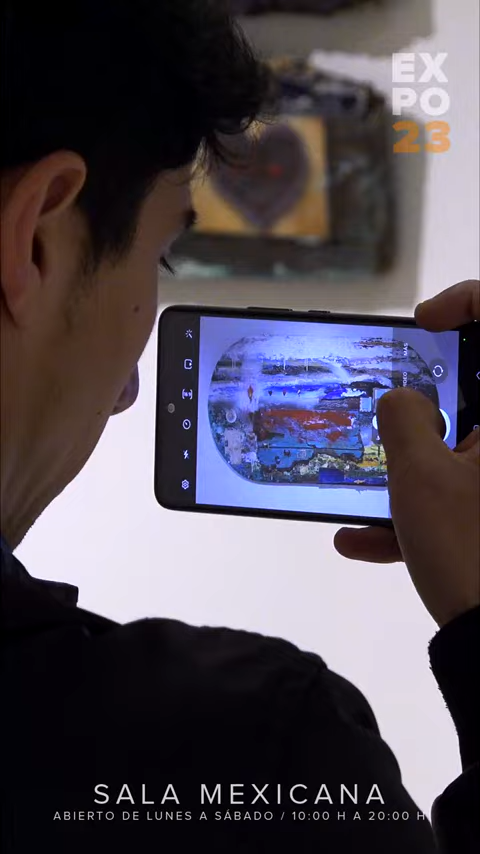 EX
PO
23
SALA MEXICANA
ABIERTO DE LUNES A SÁBADO / 10:00 H A 20:00 H